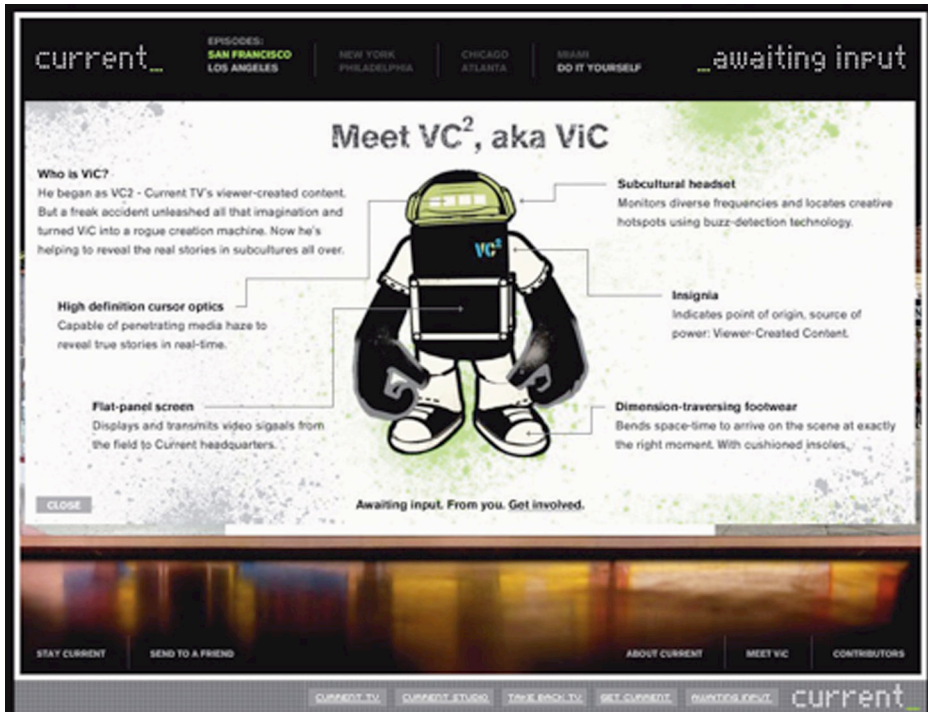 current_
EPISODES:
SAN FRANCISCO
LOS ANGELES
NEW YORK
PHILADELPHIA
CHICAGO
ATLANTA
MIAMI
DO IT YOURSELF
_awaiting input
Meet VC², aka ViC
Who is ViC?
He began as VC2 - Current TV's viewer-created content.
But a freak accident unleashed all that imagination and
turned ViC into a rogue creation machine. Now he's
helping to reveal the real stories in subcultures all over.
Subcultural headset
Monitors diverse frequencies and locates creative
hotspots using buzz-detection technology.
VC²
High definition cursor optics
Capable of penetrating media haze to
reveal true stories in real-time.
Insignia
Indicates point of origin, source of
power: Viewer-Created Content.
Flat-panel screen
Displays and transmits video signals from
the field to Current headquarters.
Dimension-traversing footwear
Bends space-time to arrive on the scene at exactly
the right moment. With cushioned insoles.
CLOSE
Awaiting input. From you. Get involved.
STAY CURRENT
SEND TO A FRIEND
ABOUT CURRENT
MEET ViC
CONTRIBUTORS
CURRENT TV
CURRENT STUDIO
TAKE BACK TV
GET CURRENT
AWAITING INPUT
current_